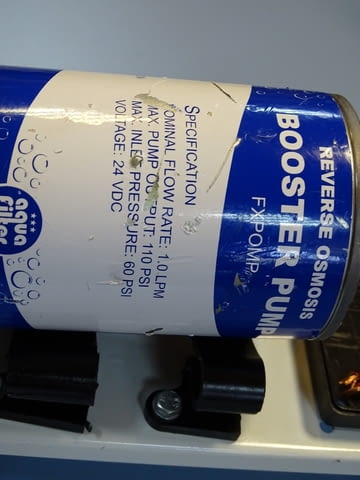 REVERSE OSMOSIS
BOOSTER PUMP
FXPOMP
SPECIFICATION
NOMINAL FLOW RATE: 1.0 LPM
MAX. PUMP OUTPUT: 110 PSI
MAX. INLET PRESSURE: 60 PSI
VOLTAGE: 24 VDC
aqua
filter